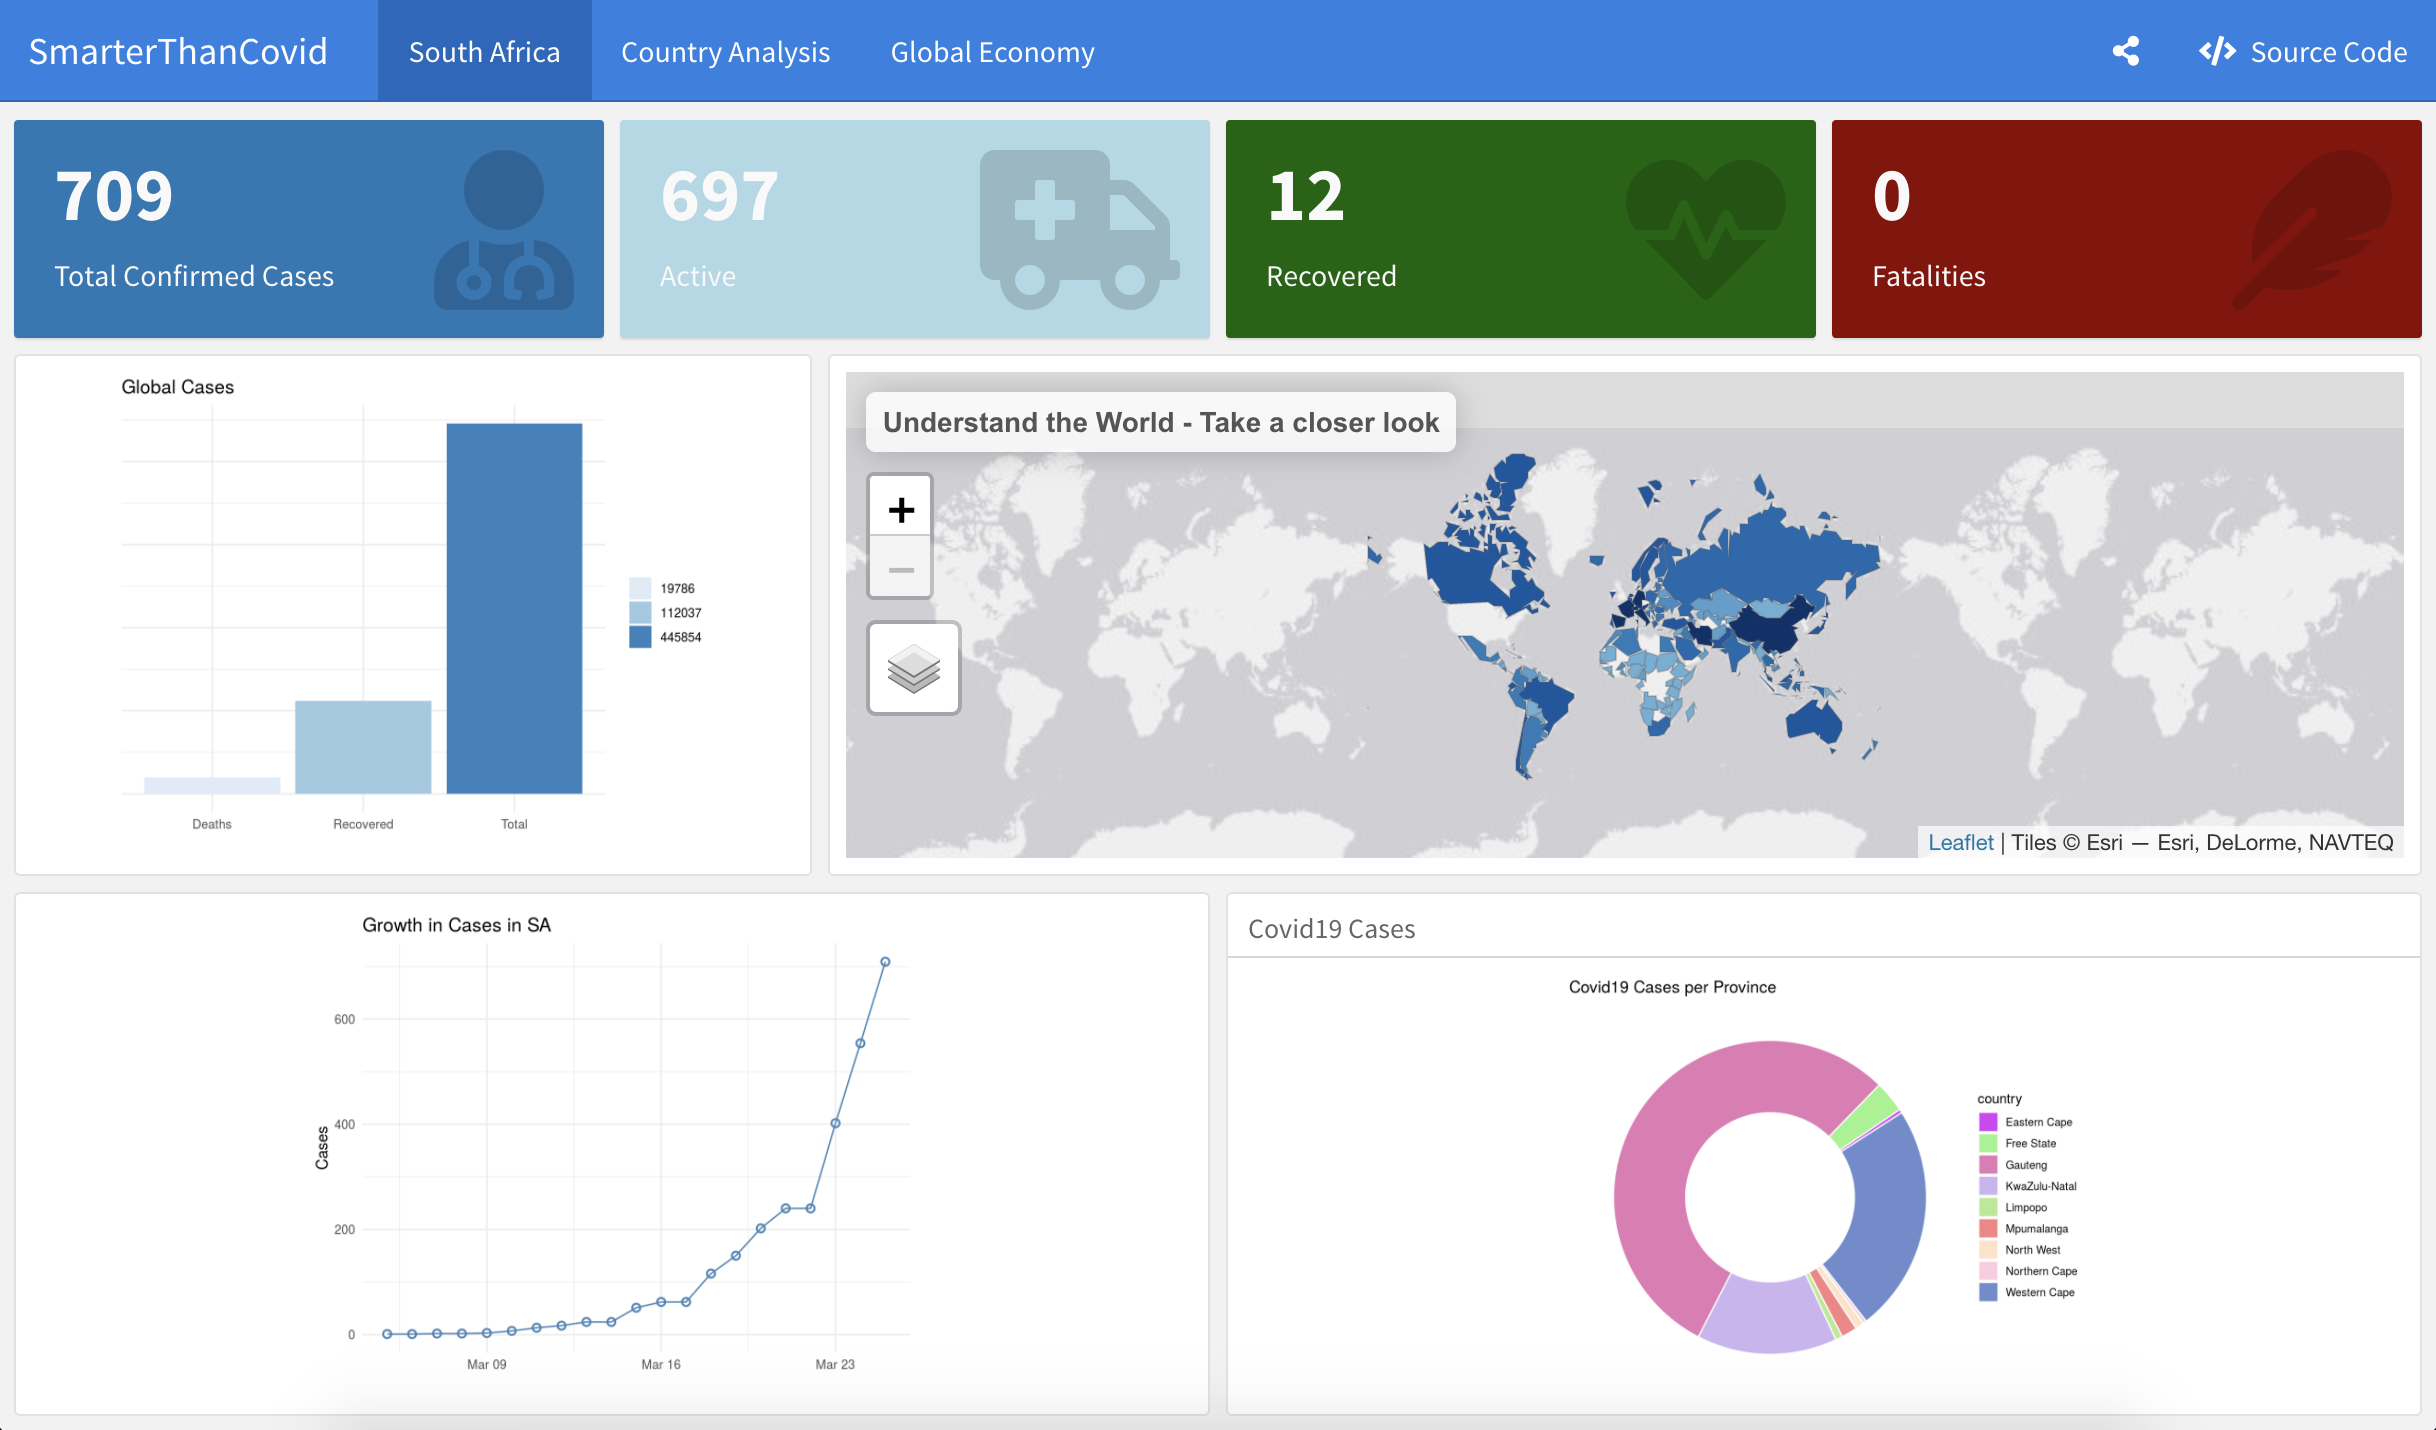 SmarterThanCovid
South Africa
Country Analysis
Global Economy
Source Code
709
Total Confirmed Cases
697
Active
12
Recovered
0
Fatalities
Global Cases
19786
112037
445854
Deaths
Recovered
Total
Understand the World - Take a closer look
+
−
Leaflet | Tiles © Esri — Esri, DeLorme, NAVTEQ
Growth in Cases in SA
Cases
600
400
200
0
Mar 09
Mar 16
Mar 23
Covid19 Cases
Covid19 Cases per Province
country
Eastern Cape
Free State
Gauteng
KwaZulu-Natal
Limpopo
Mpumalanga
North West
Northern Cape
Western Cape